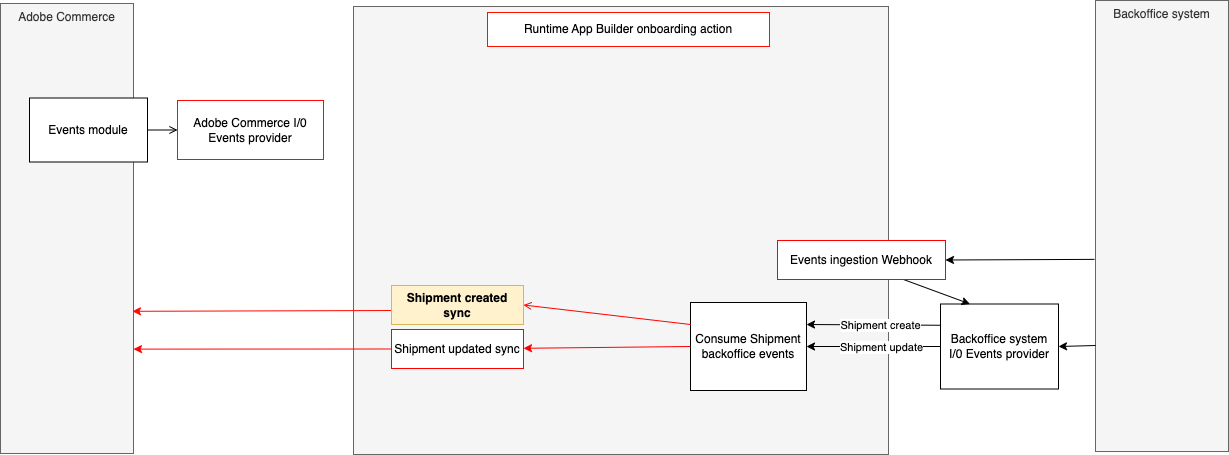 Adobe Commerce
Runtime App Builder onboarding action
Backoffice system
Events module
Adobe Commerce I/0
Events provider
Events ingestion Webhook
Shipment created
sync
Shipment updated sync
Consume Shipment
backoffice events
Shipment create
Shipment update
Backoffice system
I/0 Events provider